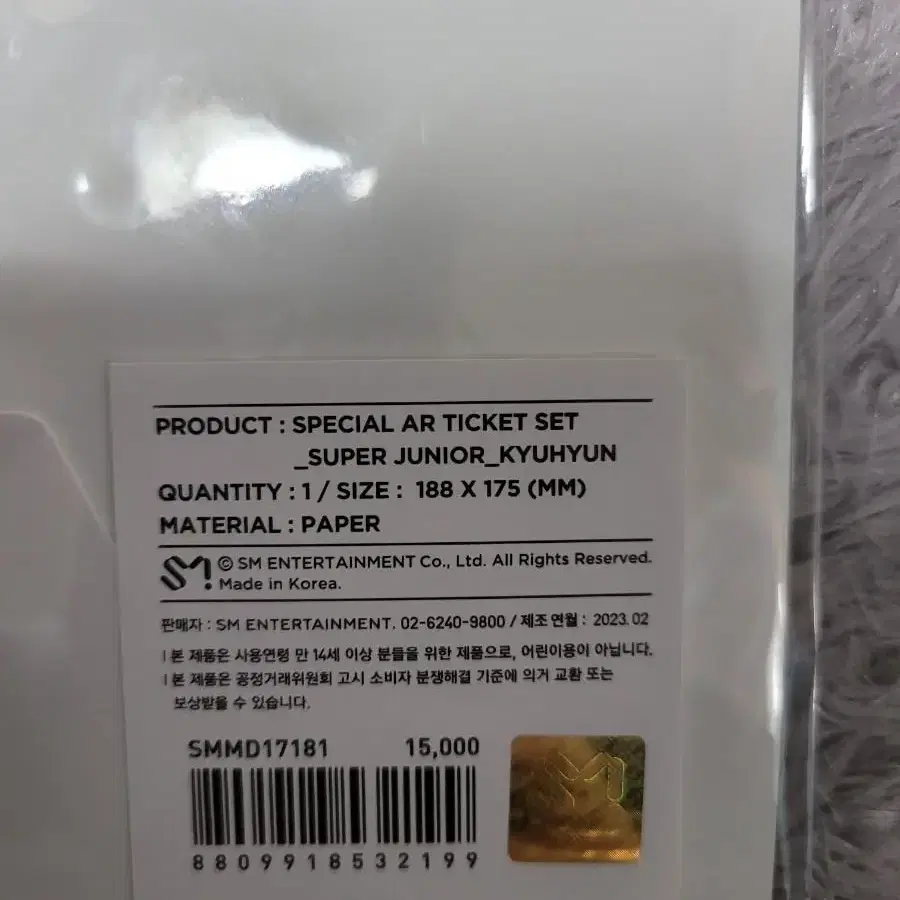 PRODUCT : SPECIAL AR TICKET SET
_SUPER JUNIOR_KYUHYUN
QUANTITY : 1 / SIZE : 188 X 175 (MM)
MATERIAL : PAPER
SM! © SM ENTERTAINMENT Co., Ltd. All Rights Reserved.
Made in Korea.
판매자 : SM ENTERTAINMENT. 02-6240-9800 / 제조 연월 : 2023. 02
| 본 제품은 사용연령 만 14세 이상 분들을 위한 제품으로, 어린이용이 아닙니다.
| 본 제품은 공정거래위원회 고시 소비자 분쟁해결 기준에 의거 교환 또는
보상받을 수 있습니다.
SMMD17181 15,000
8809918532199